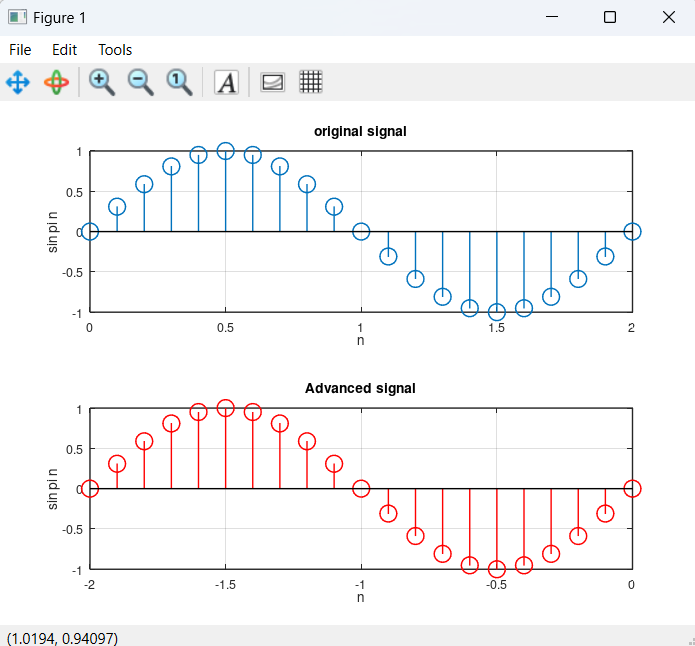 Figure 1
File Edit Tools
1 A
original signal
1
0.5
0
-0.5
-1
sin pi n
0 0.5 1 1.5 2
n
Advanced signal
1
0.5
0
-0.5
-1
sin pi n
-2 -1.5 -1 -0.5 0
n
(1.0194, 0.94097)